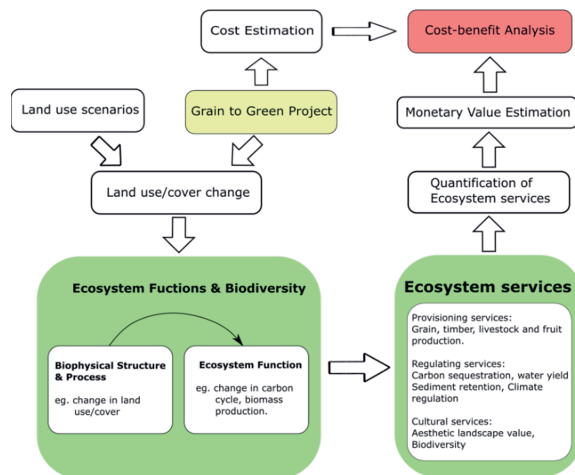 Cost Estimation
Cost-benefit Analysis
Land use scenarios
Grain to Green Project
Monetary Value Estimation
Land use/cover change
Quantification of
Ecosystem services
Ecosystem Fuctions & Biodiversity
Biophysical Structure
& Process
eg. change in land
use/cover
Ecosystem Function
eg. change in carbon
cycle, biomass
production.
Ecosystem services
Provisioning services:
Grain, timber, livestock and fruit
production.
Regulating services:
Carbon sequestration, water yield
Sediment retention, Climate
regulation
Cultural services:
Aesthetic landscape value,
Biodiversity